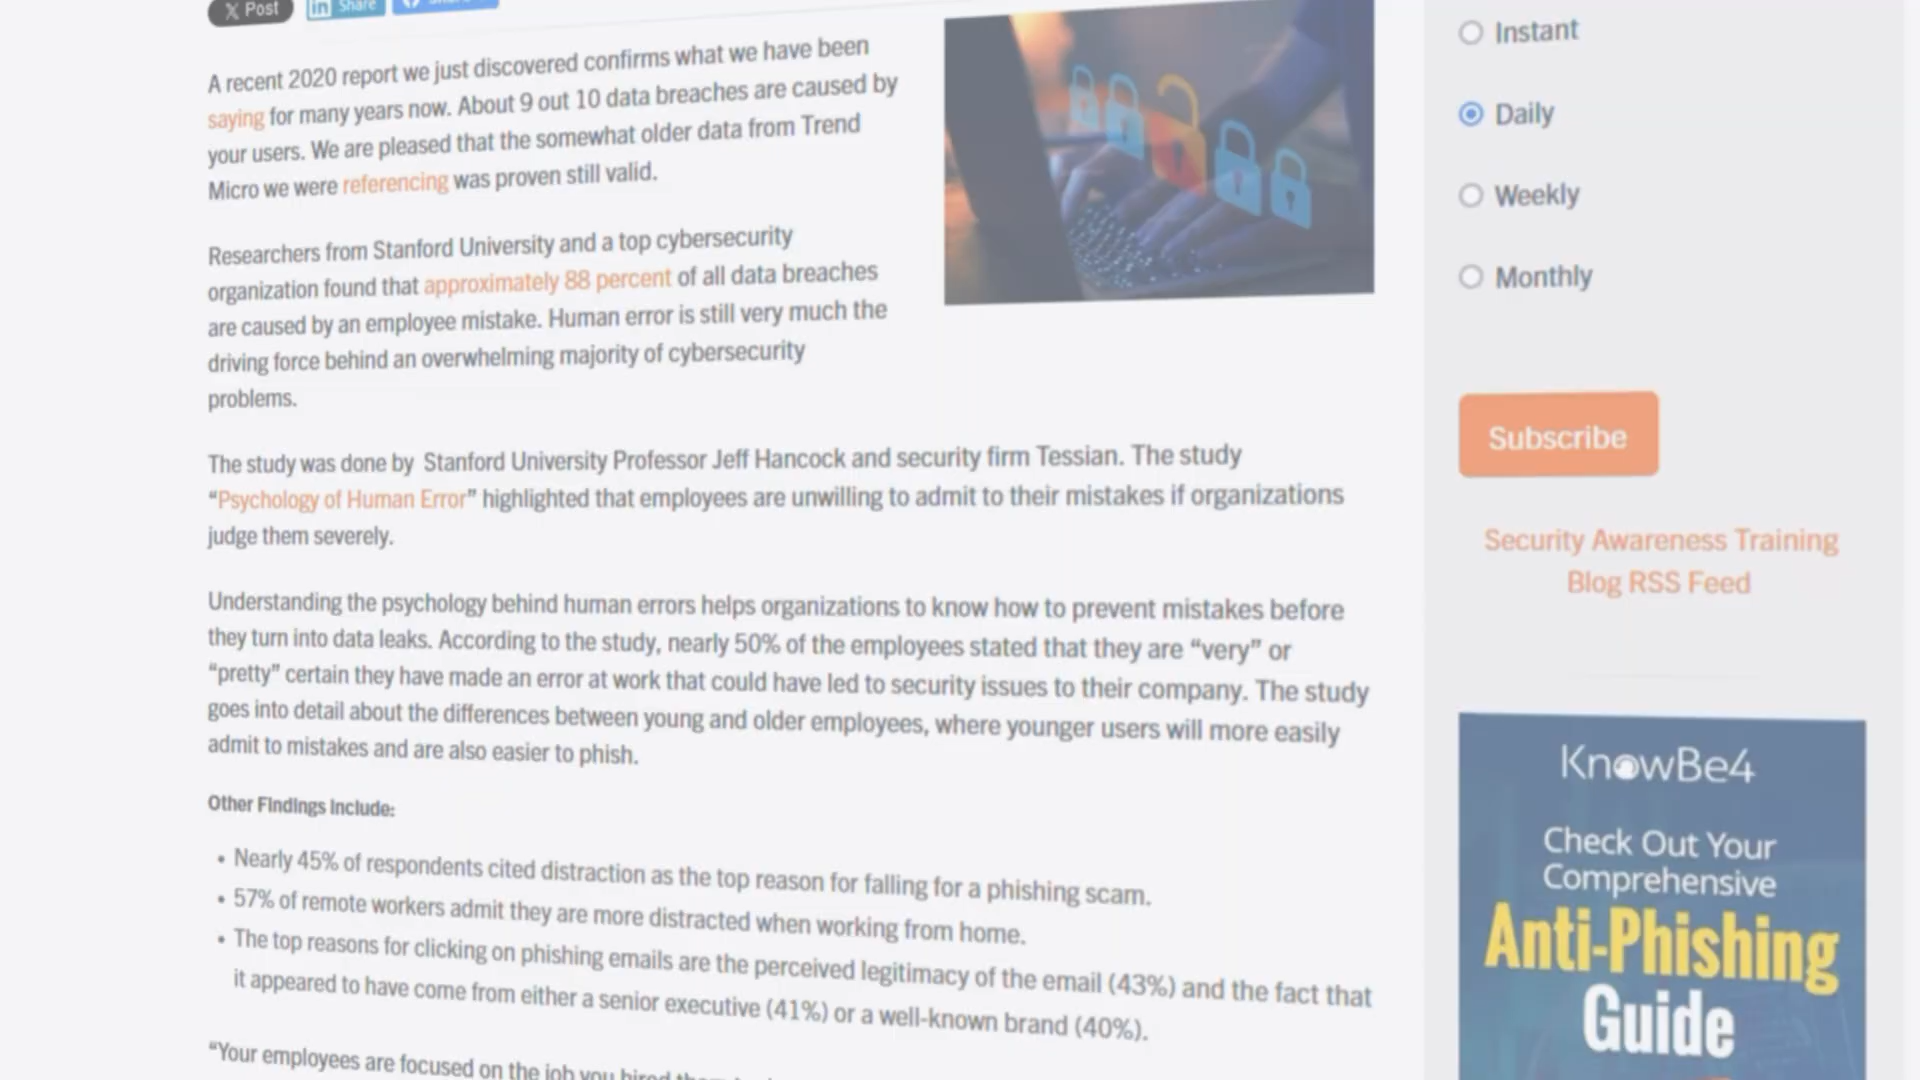 Post
Share
A recent 2020 report we just discovered confirms what we have been
saying for many years now. About 9 out 10 data breaches are caused by
your users. We are pleased that the somewhat older data from Trend
Micro we were referencing was proven still valid.
Researchers from Stanford University and a top cybersecurity
organization found that approximately 88 percent of all data breaches
are caused by an employee mistake. Human error is still very much the
driving force behind an overwhelming majority of cybersecurity
problems.
The study was done by Stanford University Professor Jeff Hancock and security firm Tessian. The study
“Psychology of Human Error” highlighted that employees are unwilling to admit to their mistakes if organizations
judge them severely.
Understanding the psychology behind human errors helps organizations to know how to prevent mistakes before
they turn into data leaks. According to the study, nearly 50% of the employees stated that they are “very” or
“pretty” certain they have made an error at work that could have led to security issues to their company. The study
goes into detail about the differences between young and older employees, where younger users will more easily
admit to mistakes and are also easier to phish.
Other Findings Include:
• Nearly 45% of respondents cited distraction as the top reason for falling for a phishing scam.
• 57% of remote workers admit they are more distracted when working from home.
• The top reasons for clicking on phishing emails are the perceived legitimacy of the email (43%) and the fact that
it appeared to have come from either a senior executive (41%) or a well-known brand (40%).
“Your employees are focused on the job you hired
Instant
Daily
Weekly
Monthly
Subscribe
Security Awareness Training
Blog RSS Feed
KnowBe4
Check Out Your
Comprehensive
Anti-Phishing
Guide